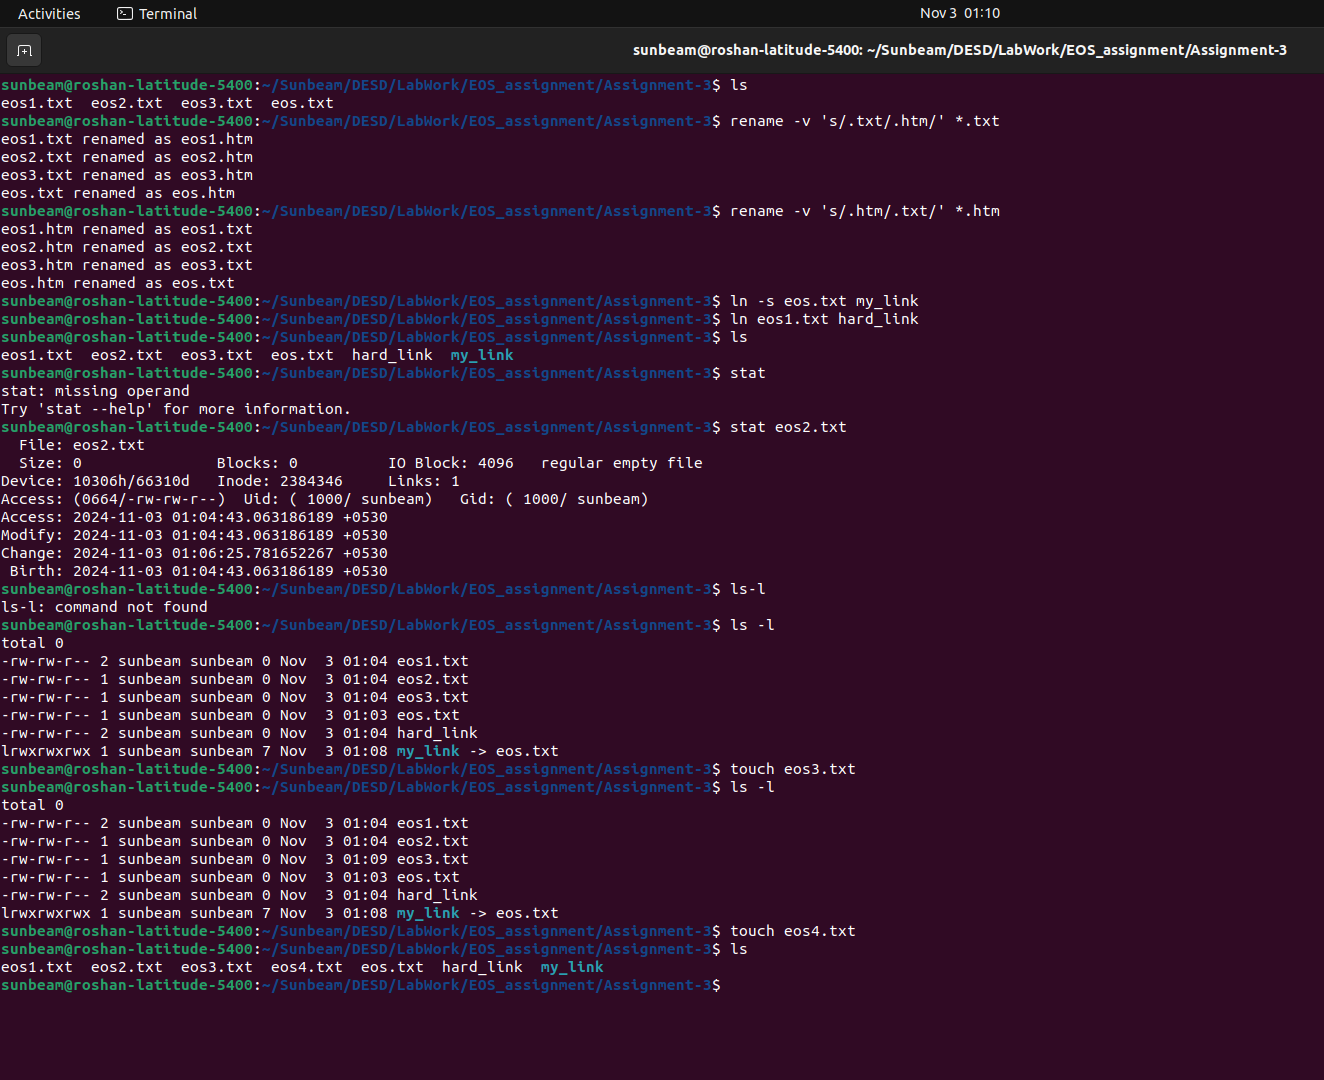 Activities Terminal Nov 3 01:10
sunbeam@roshan-latitude-5400: ~/Sunbeam/DESD/LabWork/EOS_assignment/Assignment-3
sunbeam@roshan-latitude-5400:~/Sunbeam/DESD/LabWork/EOS_assignment/Assignment-3$ ls
eos1.txt  eos2.txt  eos3.txt  eos.txt
sunbeam@roshan-latitude-5400:~/Sunbeam/DESD/LabWork/EOS_assignment/Assignment-3$ rename -v 's/.txt/.htm/' *.txt
eos1.txt renamed as eos1.htm
eos2.txt renamed as eos2.htm
eos3.txt renamed as eos3.htm
eos.txt renamed as eos.htm
sunbeam@roshan-latitude-5400:~/Sunbeam/DESD/LabWork/EOS_assignment/Assignment-3$ rename -v 's/.htm/.txt/' *.htm
eos1.htm renamed as eos1.txt
eos2.htm renamed as eos2.txt
eos3.htm renamed as eos3.txt
eos.htm renamed as eos.txt
sunbeam@roshan-latitude-5400:~/Sunbeam/DESD/LabWork/EOS_assignment/Assignment-3$ ln -s eos.txt my_link
sunbeam@roshan-latitude-5400:~/Sunbeam/DESD/LabWork/EOS_assignment/Assignment-3$ ln eos1.txt hard_link
sunbeam@roshan-latitude-5400:~/Sunbeam/DESD/LabWork/EOS_assignment/Assignment-3$ ls
eos1.txt  eos2.txt  eos3.txt  eos.txt  hard_link  my_link
sunbeam@roshan-latitude-5400:~/Sunbeam/DESD/LabWork/EOS_assignment/Assignment-3$ stat
stat: missing operand
Try 'stat --help' for more information.
sunbeam@roshan-latitude-5400:~/Sunbeam/DESD/LabWork/EOS_assignment/Assignment-3$ stat eos2.txt
  File: eos2.txt
  Size: 0               Blocks: 0          IO Block: 4096   regular empty file
Device: 10306h/66310d   Inode: 2384346     Links: 1
Access: (0664/-rw-rw-r--)  Uid: ( 1000/ sunbeam)   Gid: ( 1000/ sunbeam)
Access: 2024-11-03 01:04:43.063186189 +0530
Modify: 2024-11-03 01:04:43.063186189 +0530
Change: 2024-11-03 01:06:25.781652267 +0530
 Birth: 2024-11-03 01:04:43.063186189 +0530
sunbeam@roshan-latitude-5400:~/Sunbeam/DESD/LabWork/EOS_assignment/Assignment-3$ ls-l
ls-l: command not found
sunbeam@roshan-latitude-5400:~/Sunbeam/DESD/LabWork/EOS_assignment/Assignment-3$ ls -l
total 0
-rw-rw-r-- 2 sunbeam sunbeam 0 Nov  3 01:04 eos1.txt
-rw-rw-r-- 1 sunbeam sunbeam 0 Nov  3 01:04 eos2.txt
-rw-rw-r-- 1 sunbeam sunbeam 0 Nov  3 01:04 eos3.txt
-rw-rw-r-- 1 sunbeam sunbeam 0 Nov  3 01:03 eos.txt
-rw-rw-r-- 2 sunbeam sunbeam 0 Nov  3 01:04 hard_link
lrwxrwxrwx 1 sunbeam sunbeam 7 Nov  3 01:08 my_link -> eos.txt
sunbeam@roshan-latitude-5400:~/Sunbeam/DESD/LabWork/EOS_assignment/Assignment-3$ touch eos3.txt
sunbeam@roshan-latitude-5400:~/Sunbeam/DESD/LabWork/EOS_assignment/Assignment-3$ ls -l
total 0
-rw-rw-r-- 2 sunbeam sunbeam 0 Nov  3 01:04 eos1.txt
-rw-rw-r-- 1 sunbeam sunbeam 0 Nov  3 01:04 eos2.txt
-rw-rw-r-- 1 sunbeam sunbeam 0 Nov  3 01:09 eos3.txt
-rw-rw-r-- 1 sunbeam sunbeam 0 Nov  3 01:03 eos.txt
-rw-rw-r-- 2 sunbeam sunbeam 0 Nov  3 01:04 hard_link
lrwxrwxrwx 1 sunbeam sunbeam 7 Nov  3 01:08 my_link -> eos.txt
sunbeam@roshan-latitude-5400:~/Sunbeam/DESD/LabWork/EOS_assignment/Assignment-3$ touch eos4.txt
sunbeam@roshan-latitude-5400:~/Sunbeam/DESD/LabWork/EOS_assignment/Assignment-3$ ls
eos1.txt  eos2.txt  eos3.txt  eos4.txt  eos.txt  hard_link  my_link
sunbeam@roshan-latitude-5400:~/Sunbeam/DESD/LabWork/EOS_assignment/Assignment-3$